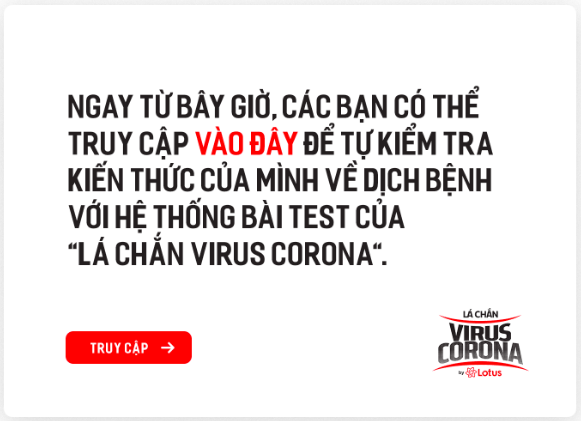 NGAY TỪ BÂY GIỜ, CÁC BẠN CÓ THỂ
TRUY CẬP VÀO ĐÂY ĐỂ TỰ KIỂM TRA
KIẾN THỨC CỦA MÌNH VỀ DỊCH BỆNH
VỚI HỆ THỐNG BÀI TEST CỦA
“LÁ CHẮN VIRUS CORONA“.
TRUY CẬP →
LÁ CHẮN
VIRUS
CORONA
by Lotus